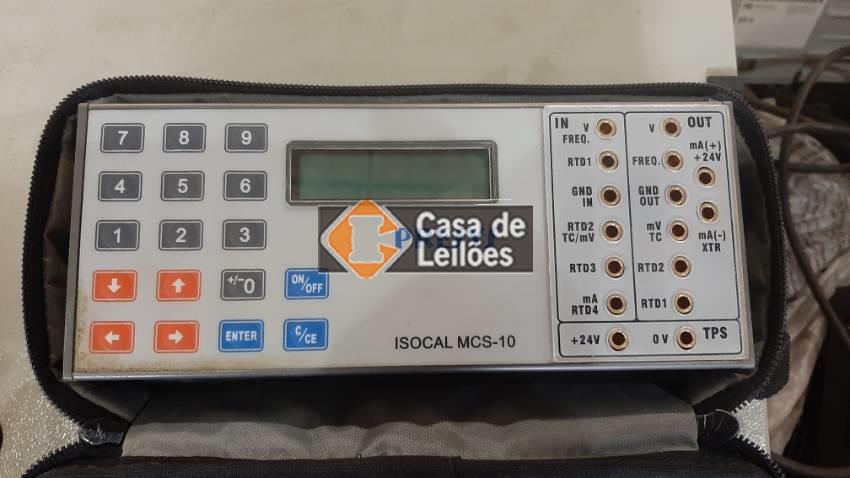 7 8 9
4 5 6
1 2 3
+/-0
ON/OFF
ENTER
C/CE
Casa de
Leilões
ISOCAL MCS-10
IN
V
FREQ.
RTD1
GND
IN
RTD2
TC/mV
RTD3
mA
RTD4
V
OUT
mA(+)
+24V
FREQ.
GND
OUT
mV
TC
mA(-)
XTR
RTD2
RTD1
+24V
0V
TPS